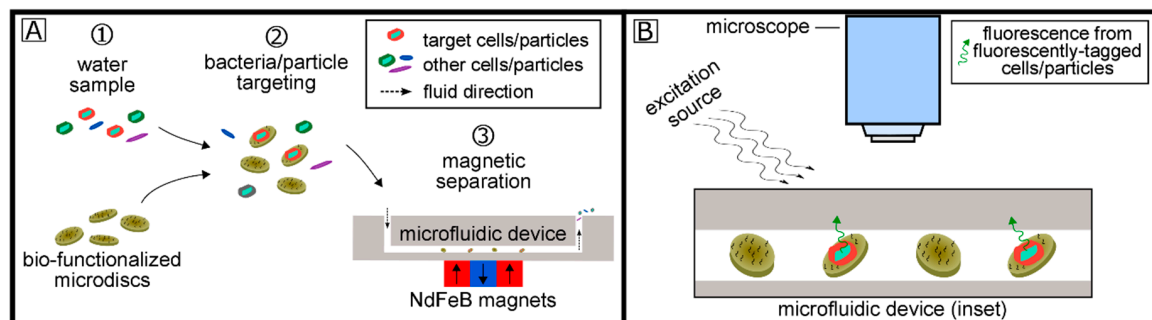 A
①
water
sample
②
bacteria/particle
targeting
target cells/particles
other cells/particles
fluid direction
③
magnetic
separation
bio-functionalized
microdiscs
microfluidic device
NdFeB magnets
B
microscope
fluorescence from
fluorescently-tagged
cells/particles
excitation
source
microfluidic device (inset)